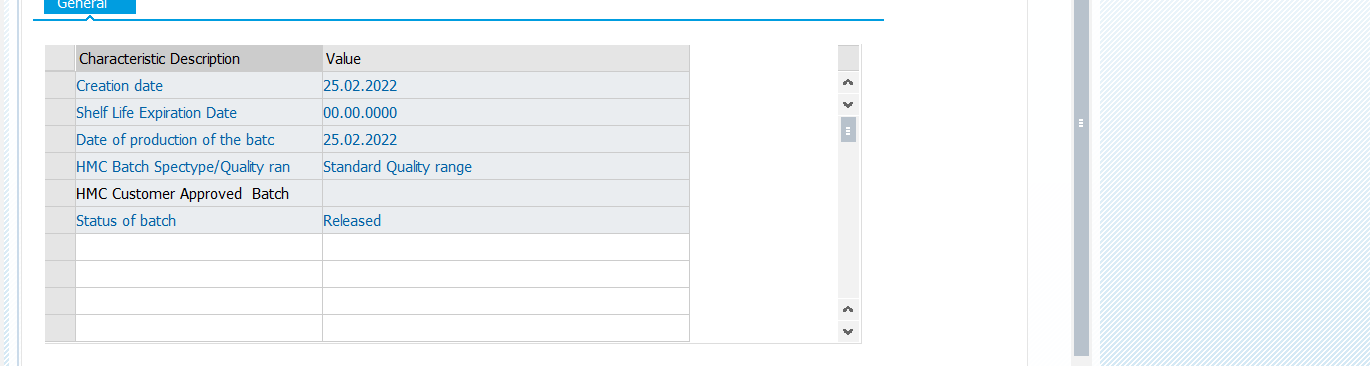 General
Characteristic Description Value
Creation date 25.02.2022
Shelf Life Expiration Date 00.00.0000
Date of production of the batc 25.02.2022
HMC Batch Spectype/Quality ran Standard Quality range
HMC Customer Approved  Batch
Status of batch Released